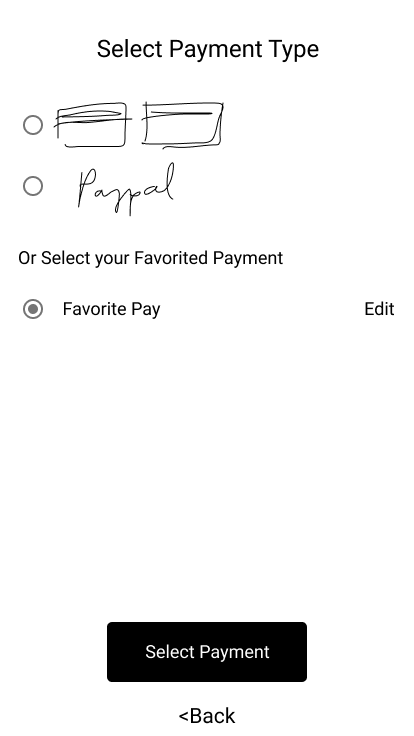 Select Payment Type
Paypal
Or Select your Favorited Payment
Favorite Pay Edit
Select Payment
<Back